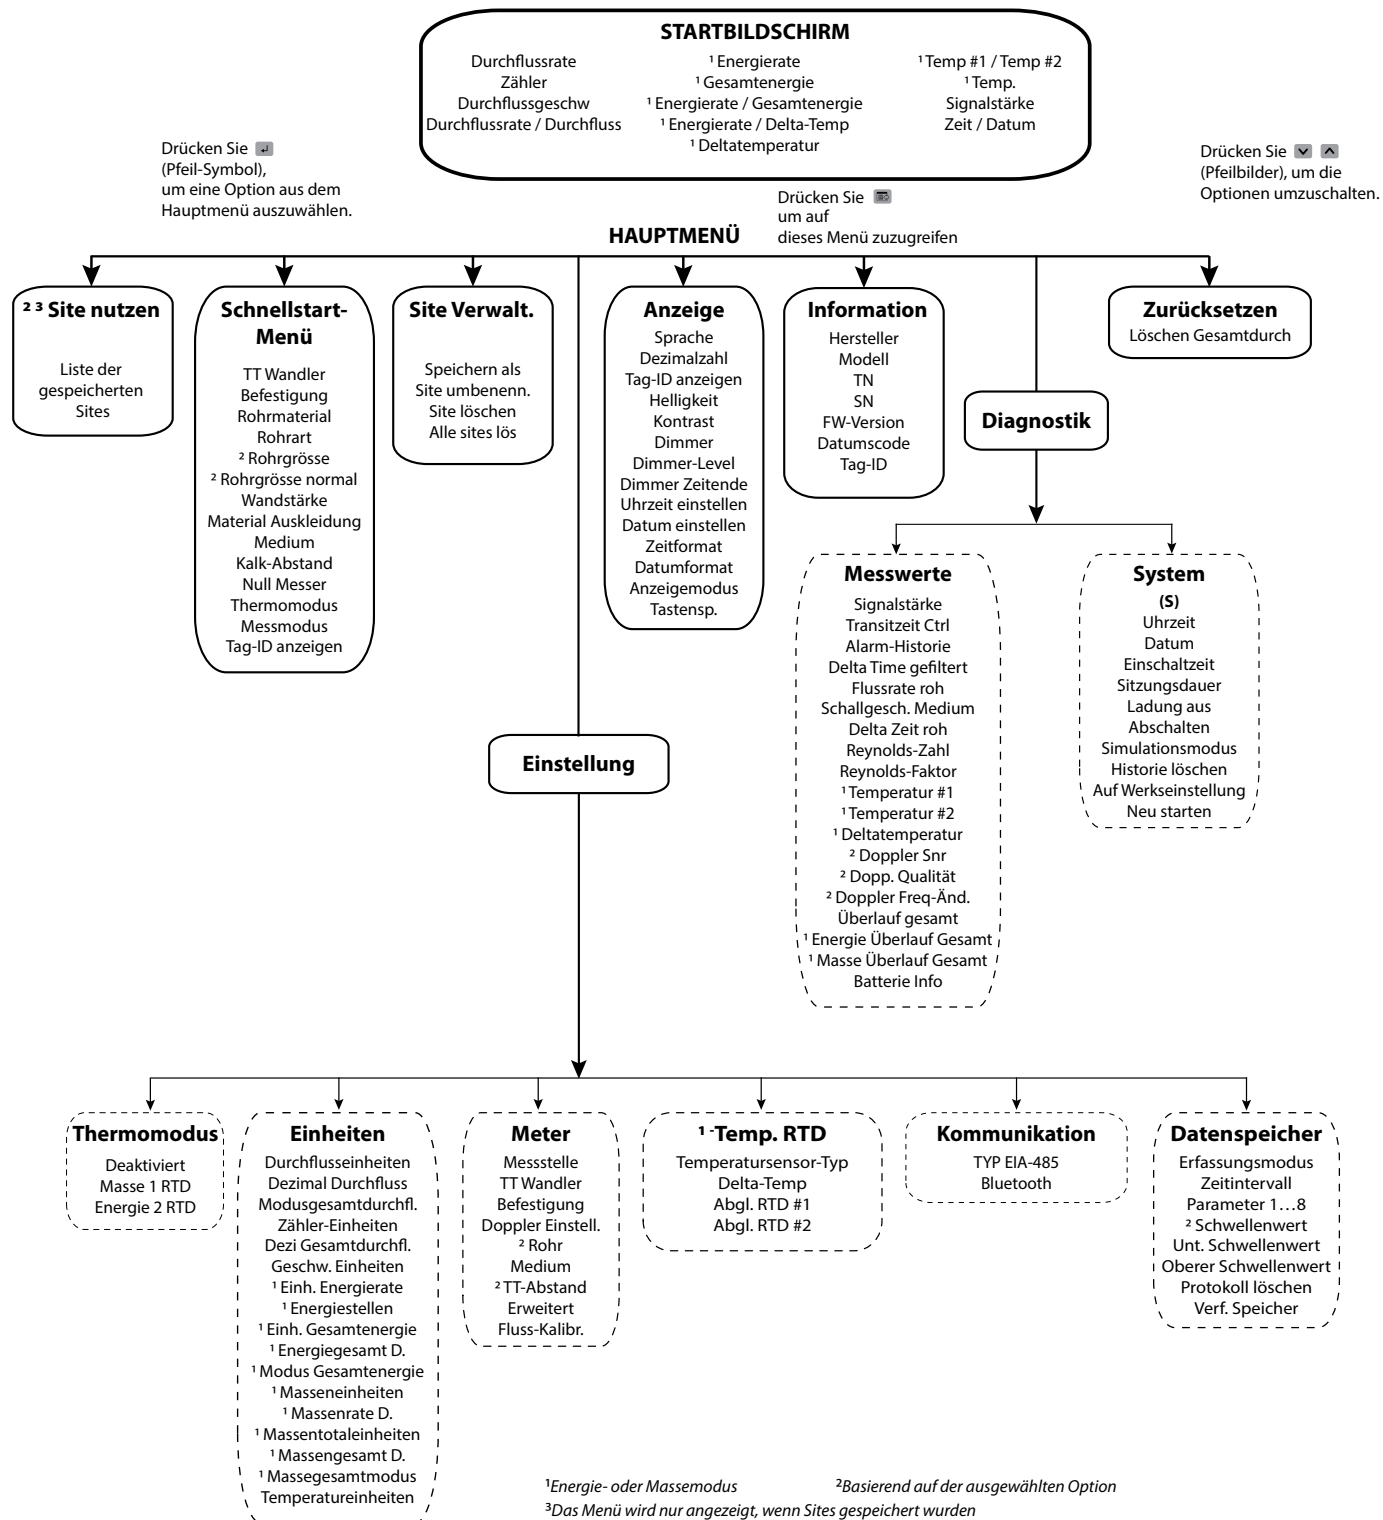 STARTBILDSCHIRM
Durchflussrate
Zähler
Durchflussgeschw
Durchflussrate / Durchfluss
¹ Energierate
¹ Gesamtenergie
¹ Energierate / Gesamtenergie
¹ Energierate / Delta-Temp
¹ Deltatemperatur
¹ Temp #1 / Temp #2
¹ Temp.
Signalstärke
Zeit / Datum
Drücken Sie
(Pfeil-Symbol),
um eine Option aus dem
Hauptmenü auszuwählen.
Drücken Sie
um auf
dieses Menü zuzugreifen
Drücken Sie
(Pfeilbilder), um die
Optionen umzuschalten.
HAUPTMENÜ
² ³ Site nutzen
Liste der
gespeicherten
Sites
Schnellstart-
Menü
TT Wandler
Befestigung
Rohrmaterial
Rohrart
² Rohrgrösse
² Rohrgrösse normal
Wandstärke
Material Auskleidung
Medium
Kalk-Abstand
Null Messer
Thermomodus
Messmodus
Tag-ID anzeigen
Site Verwalt.
Speichern als
Site umbenenn.
Site löschen
Alle sites lös
Anzeige
Sprache
Dezimalzahl
Tag-ID anzeigen
Helligkeit
Kontrast
Dimmer
Dimmer-Level
Dimmer Zeitende
Uhrzeit einstellen
Datum einstellen
Zeitformat
Datumformat
Anzeigemodus
Tastensp.
Information
Hersteller
Modell
TN
SN
FW-Version
Datumscode
Tag-ID
Zurücksetzen
Löschen Gesamtdurch
Diagnostik
Messwerte
Signalstärke
Transitzeit Ctrl
Alarm-Historie
Delta Time gefiltert
Flussrate roh
Schallgesch. Medium
Delta Zeit roh
Reynolds-Zahl
Reynolds-Faktor
¹ Temperatur #1
¹ Temperatur #2
¹ Deltatemperatur
² Doppler Snr
² Dopp. Qualität
² Doppler Freq-Änd.
Überlauf gesamt
¹ Energie Überlauf Gesamt
¹ Masse Überlauf Gesamt
Batterie Info
System
(S)
Uhrzeit
Datum
Einschaltzeit
Sitzungsdauer
Ladung aus
Abschalten
Simulationsmodus
Historie löschen
Auf Werkseinstellung
Neu starten
Einstellung
Thermomodus
Deaktiviert
Masse 1 RTD
Energie 2 RTD
Einheiten
Durchflusseinheiten
Dezimal Durchfluss
Modusgesamtdurchfl.
Zähler-Einheiten
Dezi Gesamtdurchfl.
Geschw. Einheiten
¹ Einh. Energierate
¹ Energiestellen
¹ Einh. Gesamtenergie
¹ Energiegesamt D.
¹ Modus Gesamtenergie
¹ Masseneinheiten
¹ Massenrate D.
¹ Massentotaleinheiten
¹ Massengesamt D.
¹ Massegesamtmodus
Temperatureinheiten
Meter
Messstelle
TT Wandler
Befestigung
Doppler Einstell.
² Rohr
Medium
² TT-Abstand
Erweitert
Fluss-Kalibr.
¹ -Temp. RTD
Temperatursensor-Typ
Delta-Temp
Abgl. RTD #1
Abgl. RTD #2
Kommunikation
TYP EIA-485
Bluetooth
Datenspeicher
Erfassungsmodus
Zeitintervall
Parameter 1…8
² Schwellenwert
Unt. Schwellenwert
Oberer Schwellenwert
Protokoll löschen
Verf. Speicher
¹Energie- oder Massemodus
²Basierend auf der ausgewählten Option
³Das Menü wird nur angezeigt, wenn Sites gespeichert wurden